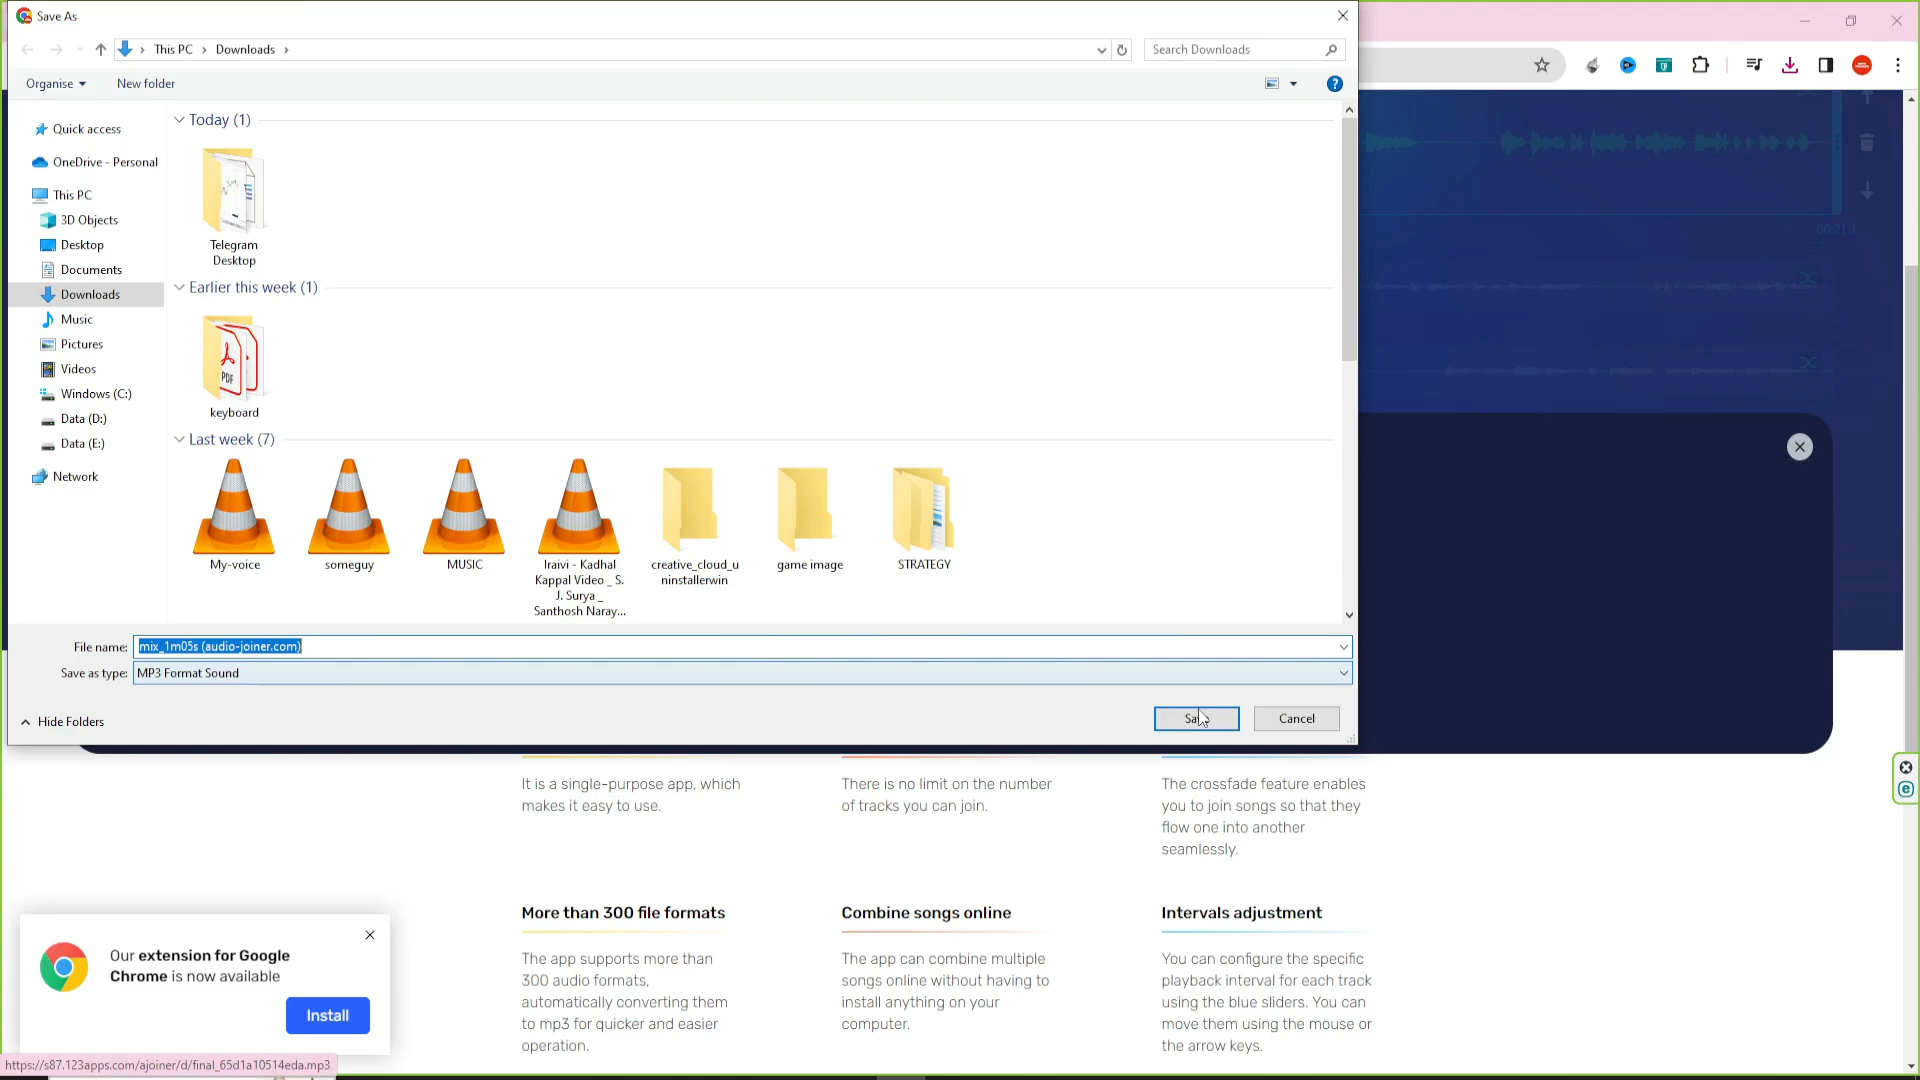 Save As
This PC
Downloads
Search Downloads
Organise
New folder
Quick access
OneDrive - Personal
This PC
3D Objects
Desktop
Documents
Downloads
Music
Pictures
Videos
Windows (C:)
Data (D:)
Data (E:)
Network
Today (1)
Telegram
Desktop
Earlier this week (1)
PDF
keyboard
Last week (7)
My-voice
someguy
MUSIC
Iraivi - Kadhal
Kappal Video _ S.
J. Surya _
Santhosh Naray...
creative_cloud_u
ninstallerwin
game image
STRATEGY
File name: mix_1m05s (audio-joiner.com)
Save as type: MP3 Format Sound
Hide Folders
Cancel
It is a single-purpose app, which
makes it easy to use.
There is no limit on the number
of tracks you can join.
The crossfade feature enables
you to join songs so that they
flow one into another
seamlessly.
More than 300 file formats
The app supports more than
300 audio formats,
automatically converting them
to mp3 for quicker and easier
operation.
Combine songs online
The app can combine multiple
songs online without having to
install anything on your
computer.
Intervals adjustment
You can configure the specific
playback interval for each track
using the blue sliders. You can
move them using the mouse or
the arrow keys.
Our extension for Google
Chrome is now available
Install
https://s87.123apps.com/ajoiner/d/final_65d1a10514eda.mp3